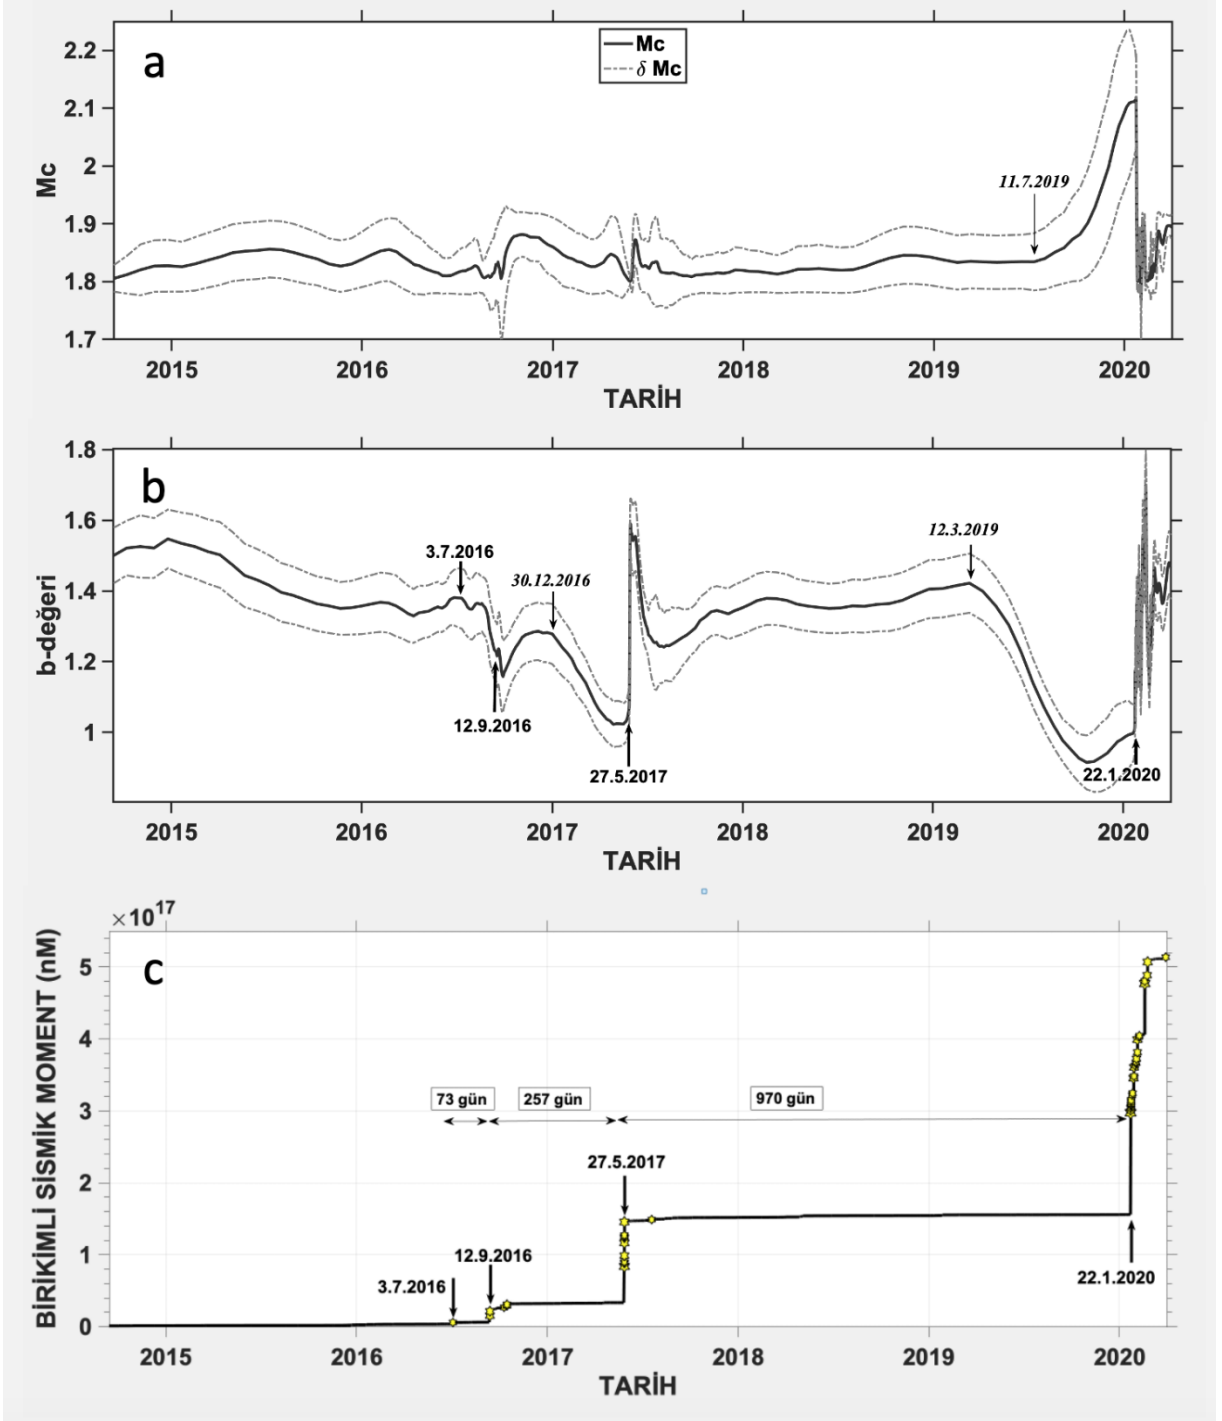 a
Mc
δ Mc
Mc
2.2
2.1
2
1.9
1.8
1.7
11.7.2019
2015 2016 2017 2018 2019 2020
TARİH
b
b-değeri
1.8
1.6
1.4
1.2
1
3.7.2016
30.12.2016
12.3.2019
12.9.2016
27.5.2017
22.1.2020
2015 2016 2017 2018 2019 2020
TARİH
×10^17
c
BİRİKİMLİ SİSMİK MOMENT (nM)
5
4
3
2
1
0
73 gün 257 gün 970 gün
27.5.2017
12.9.2016
3.7.2016
22.1.2020
2015 2016 2017 2018 2019 2020
TARİH